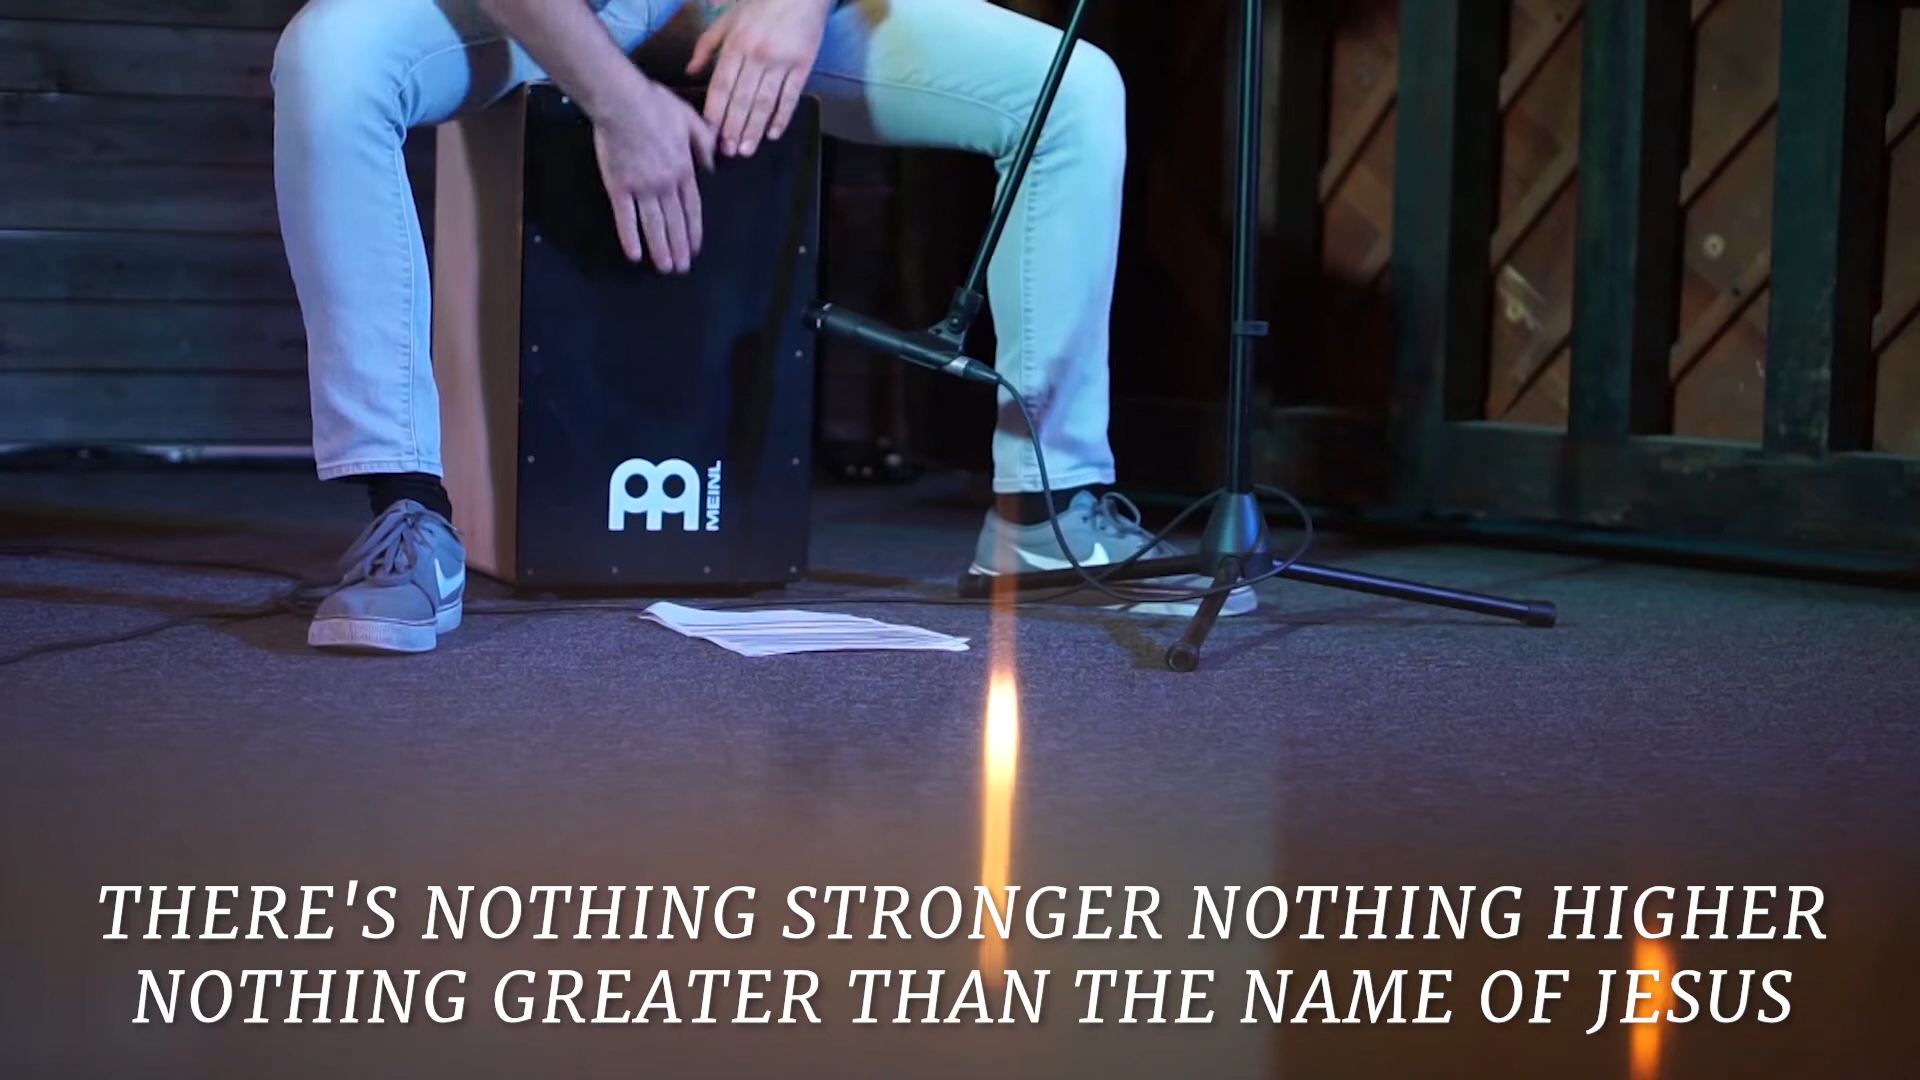 MEINL
THERE'S NOTHING STRONGER NOTHING HIGHER
NOTHING GREATER THAN THE NAME OF JESUS